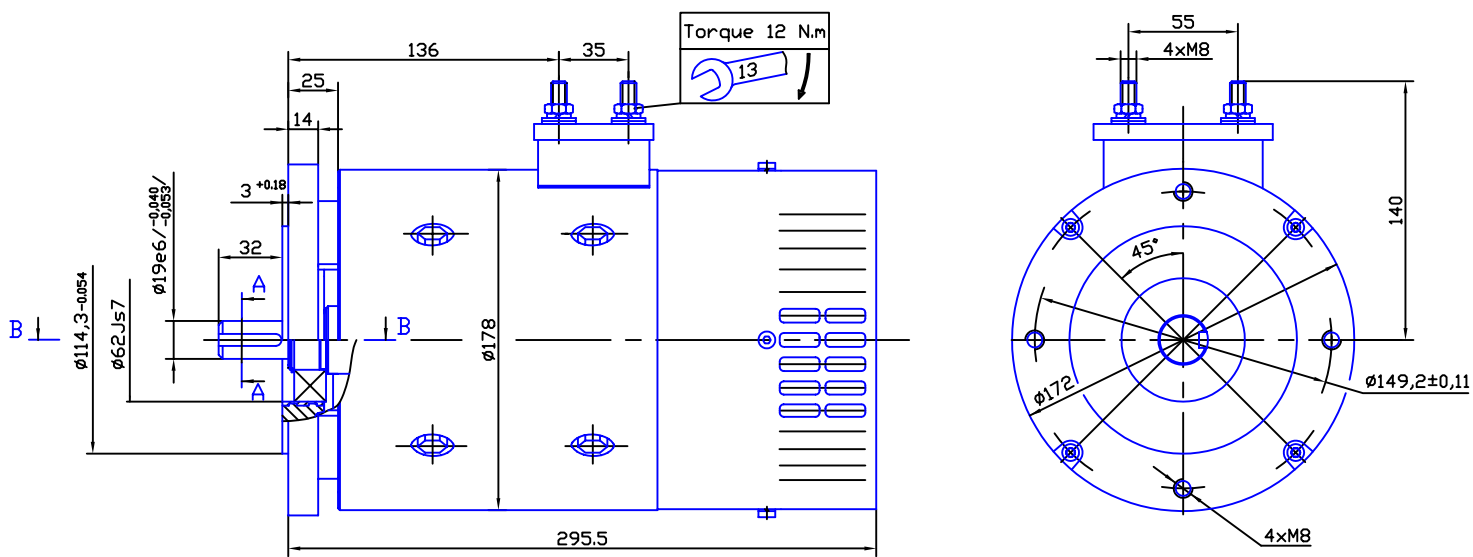 Torque 12 N.m
13
136
35
25
14
3 +0.18
Ø19e6/-0,040/-0,053/
32
A
A
B
B
Ø114,3-0.054
Ø62Js7
Ø178
295.5
55
4xM8
140
45°
Ø172
Ø149,2±0,11
4xM8